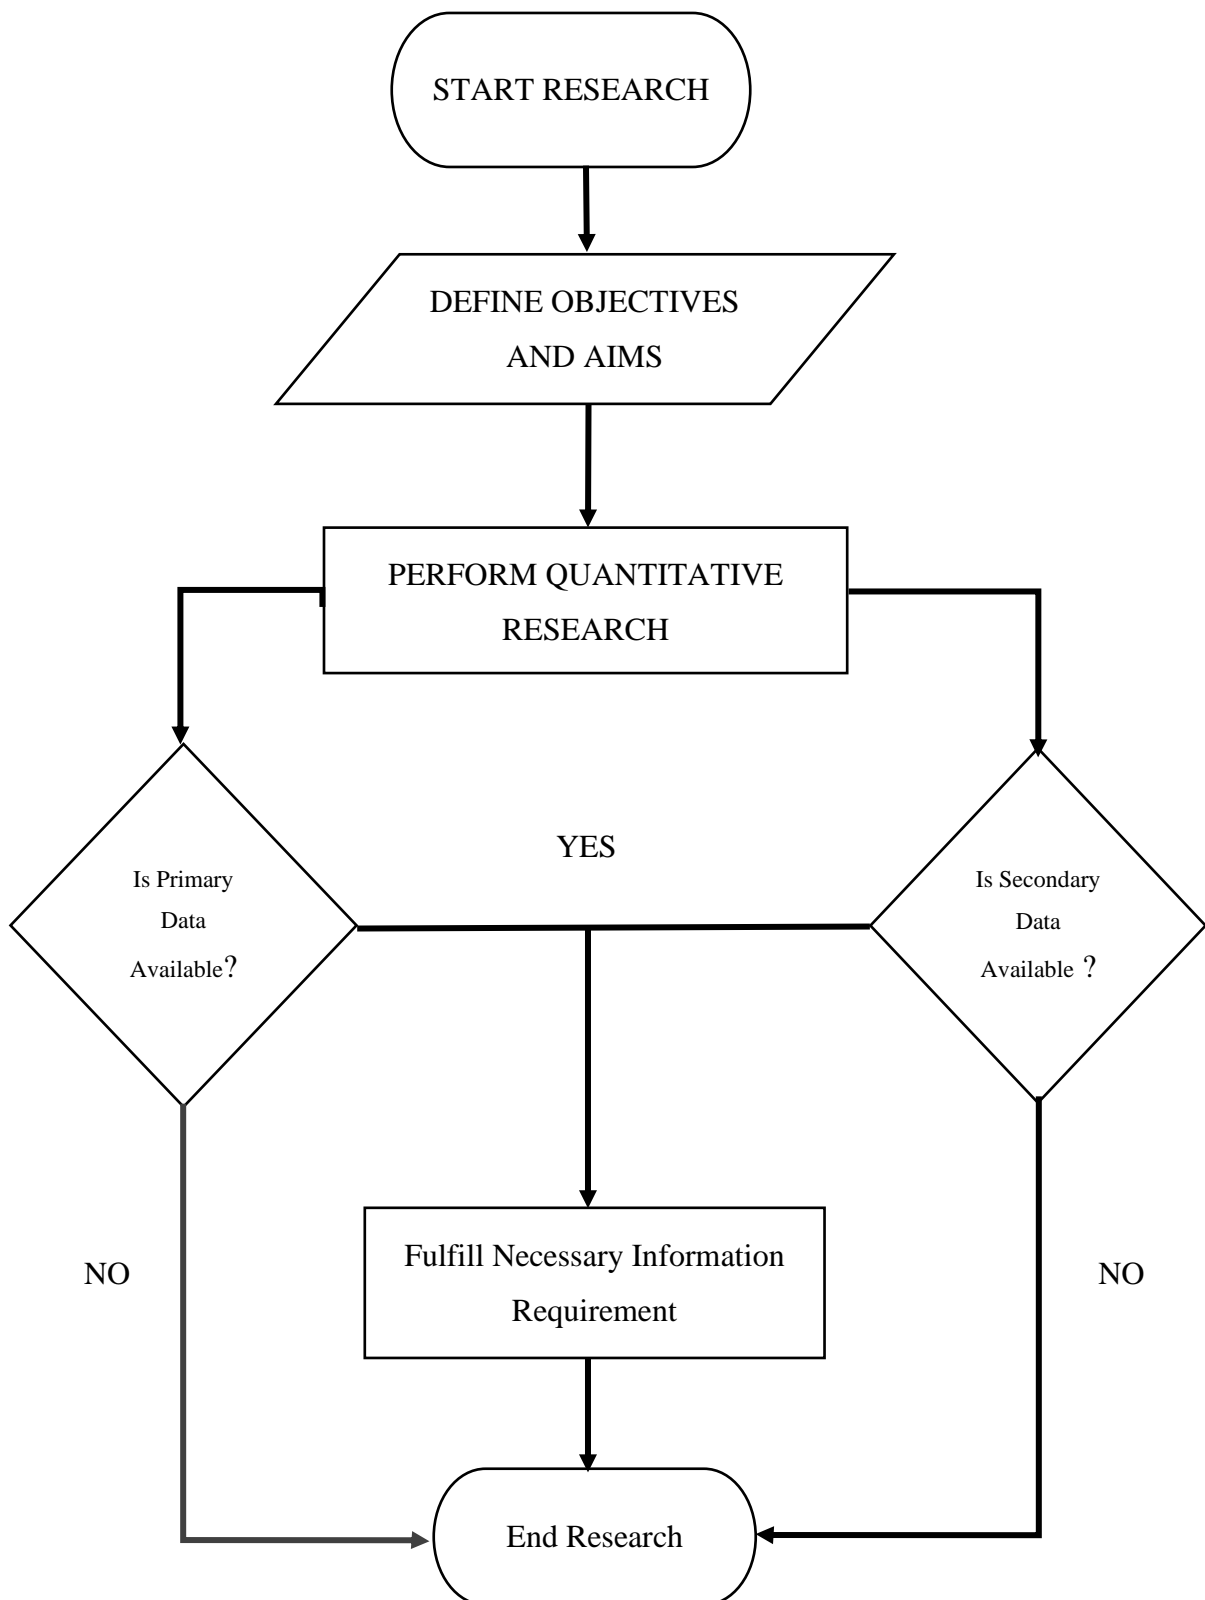 START RESEARCH
DEFINE OBJECTIVES
AND AIMS
PERFORM QUANTITATIVE
RESEARCH
YES
Is Primary
Data
Available?
Is Secondary
Data
Available ?
Fulfill Necessary Information
Requirement
NO
NO
End Research